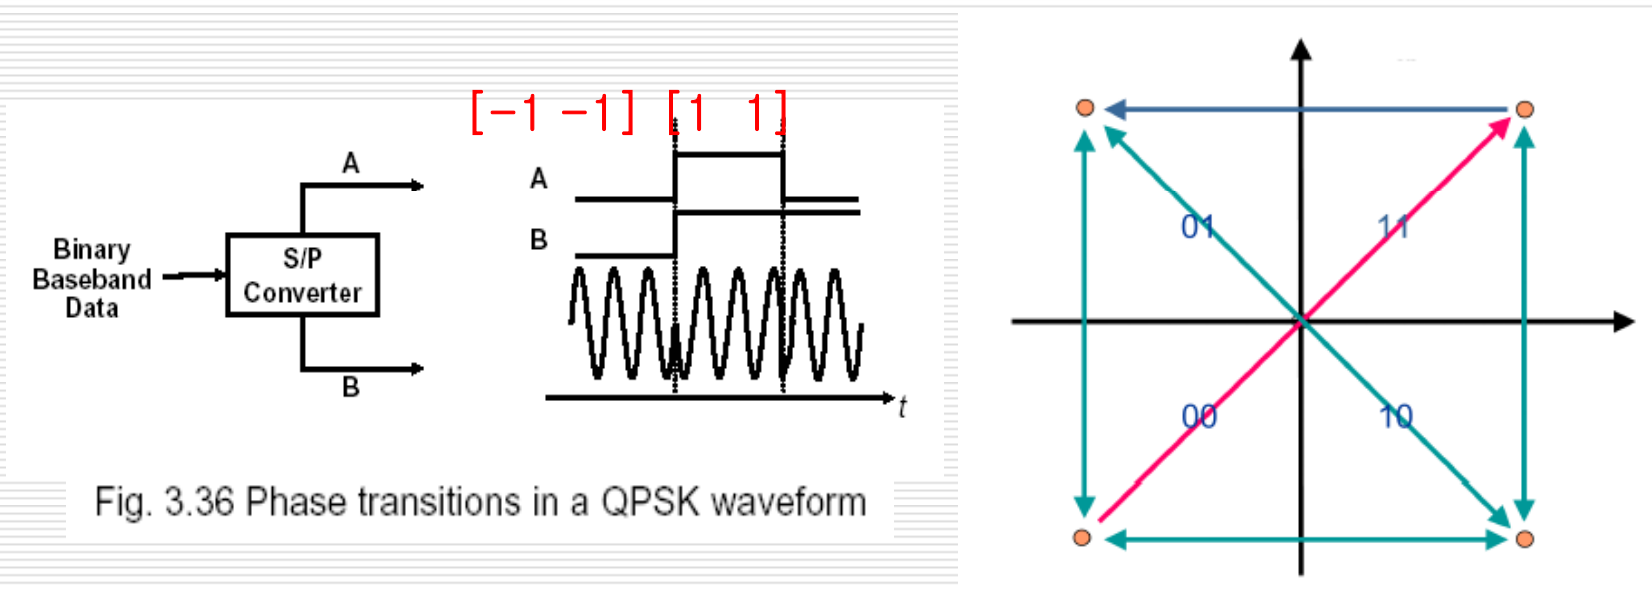 [-1 -1] [1 1]
A
A
Binary
Baseband
Data
S/P
Converter
B
B
t
01
11
00
10
Fig. 3.36 Phase transitions in a QPSK waveform